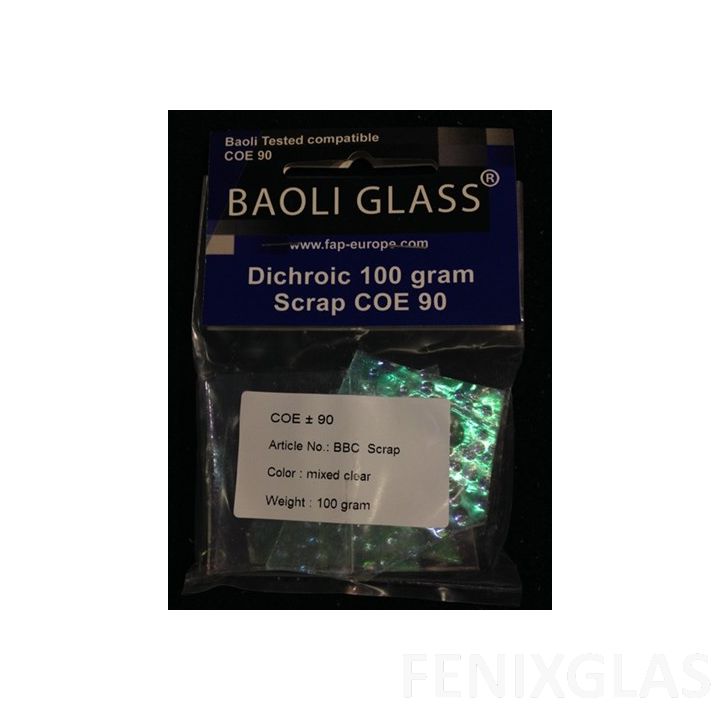 Baoli Tested compatible
COE 90
BAOLI GLASS®
www.fap-europe.com
Dichroic 100 gram
Scrap COE 90
COE ± 90
Article No.: BBC Scrap
Color : mixed clear
Weight : 100 gram
FENIXGLAS